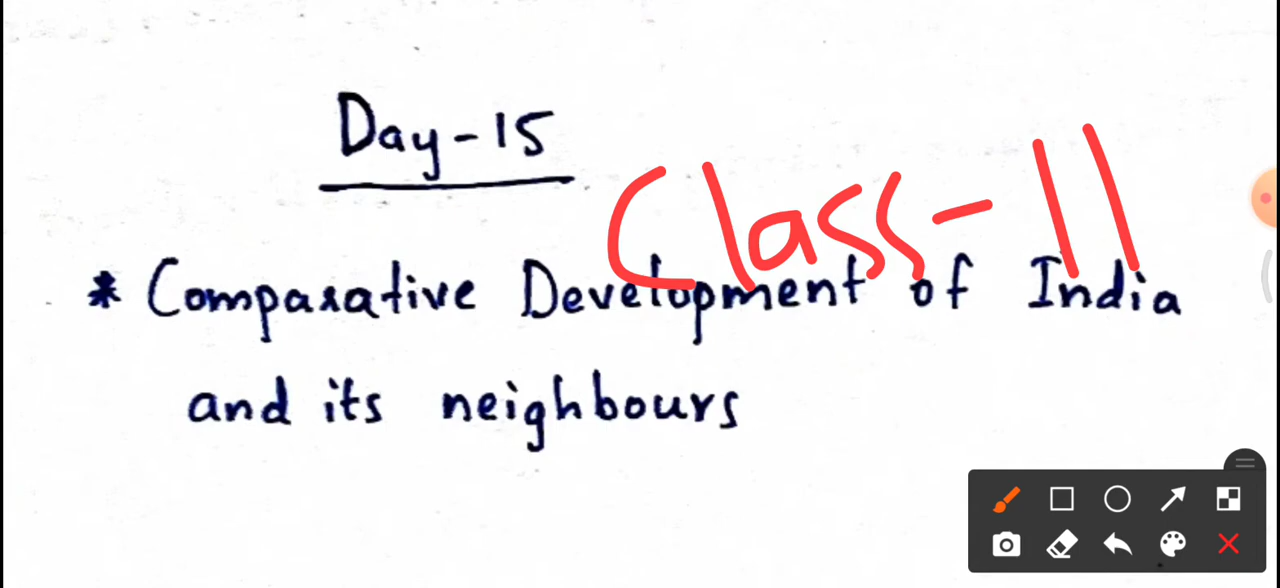 Day-15
Class-11
* Comparative Development of India
and its neighbours